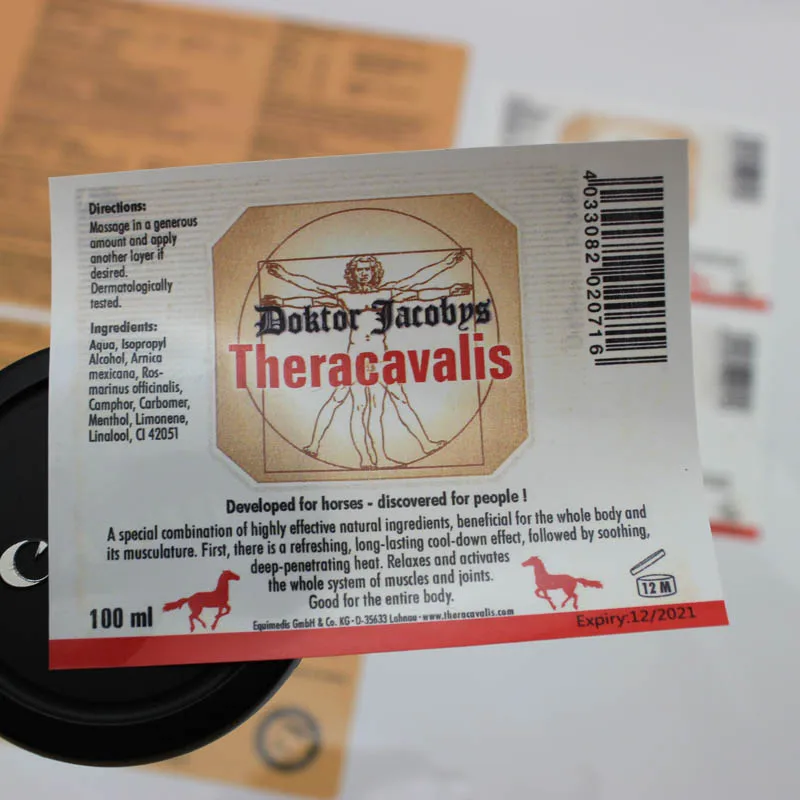 Directions:
Massage in a generous
amount and apply
another layer if
desired.
Dermatologically
tested.
Ingredients:
Aqua, Isopropyl
Alcohol, Arnica
mexicana, Ros-
marinus officinalis,
Camphor, Carbomer,
Menthol, Limonene,
Linalool, CI 42051
Doktor Jacobys
Theracavalis
4 033082 020716
Developed for horses - discovered for people !
A special combination of highly effective natural ingredients, beneficial for the whole body and
its musculature. First, there is a refreshing, long-lasting cool-down effect, followed by soothing,
deep-penetrating heat. Relaxes and activates
the whole system of muscles and joints.
Good for the entire body.
100 ml
Equimedis GmbH & Co. KG · D-35633 Lahnau · www.theracavalis.com
12 M
Expiry:12/2021